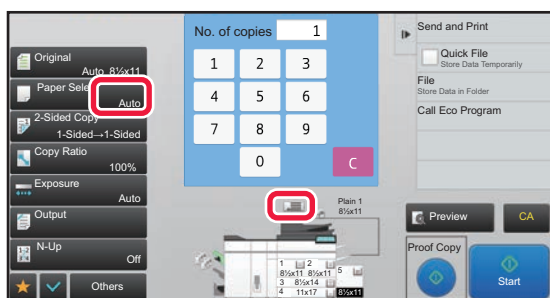 No. of copies 1
Send and Print
Quick File
Store Data Temporarily
File
Store Data in Folder
Call Eco Program
Original
Auto 8½x11
Paper Sele
Auto
2-Sided Copy
1-Sided→1-Sided
Copy Ratio
100%
Exposure
Auto
Output
N-Up
Off
Others
1 2 3
4 5 6
7 8 9
0 C
Plain 1
8½x11
1 2
8½x11 8½x11
5
3 8½x14
4 11x17 8½x11
Preview
CA
Proof Copy
Start